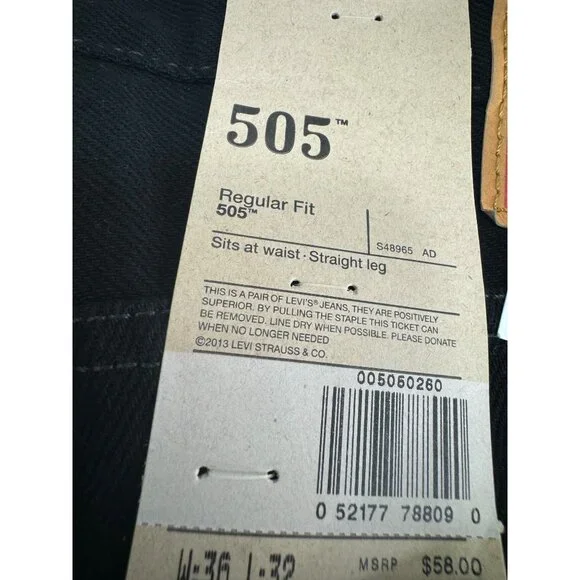 505™
Regular Fit
505™
S48965 AD
Sits at waist · Straight leg
THIS IS A PAIR OF LEVI'S® JEANS, THEY ARE POSITIVELY
SUPERIOR. BY PULLING THE STAPLE THIS TICKET CAN
BE REMOVED. LINE DRY WHEN POSSIBLE. PLEASE DONATE
WHEN NO LONGER NEEDED
©2013 LEVI STRAUSS & CO.
005050260
0 52177 78809 0
W:36 L:32 MSRP $58.00